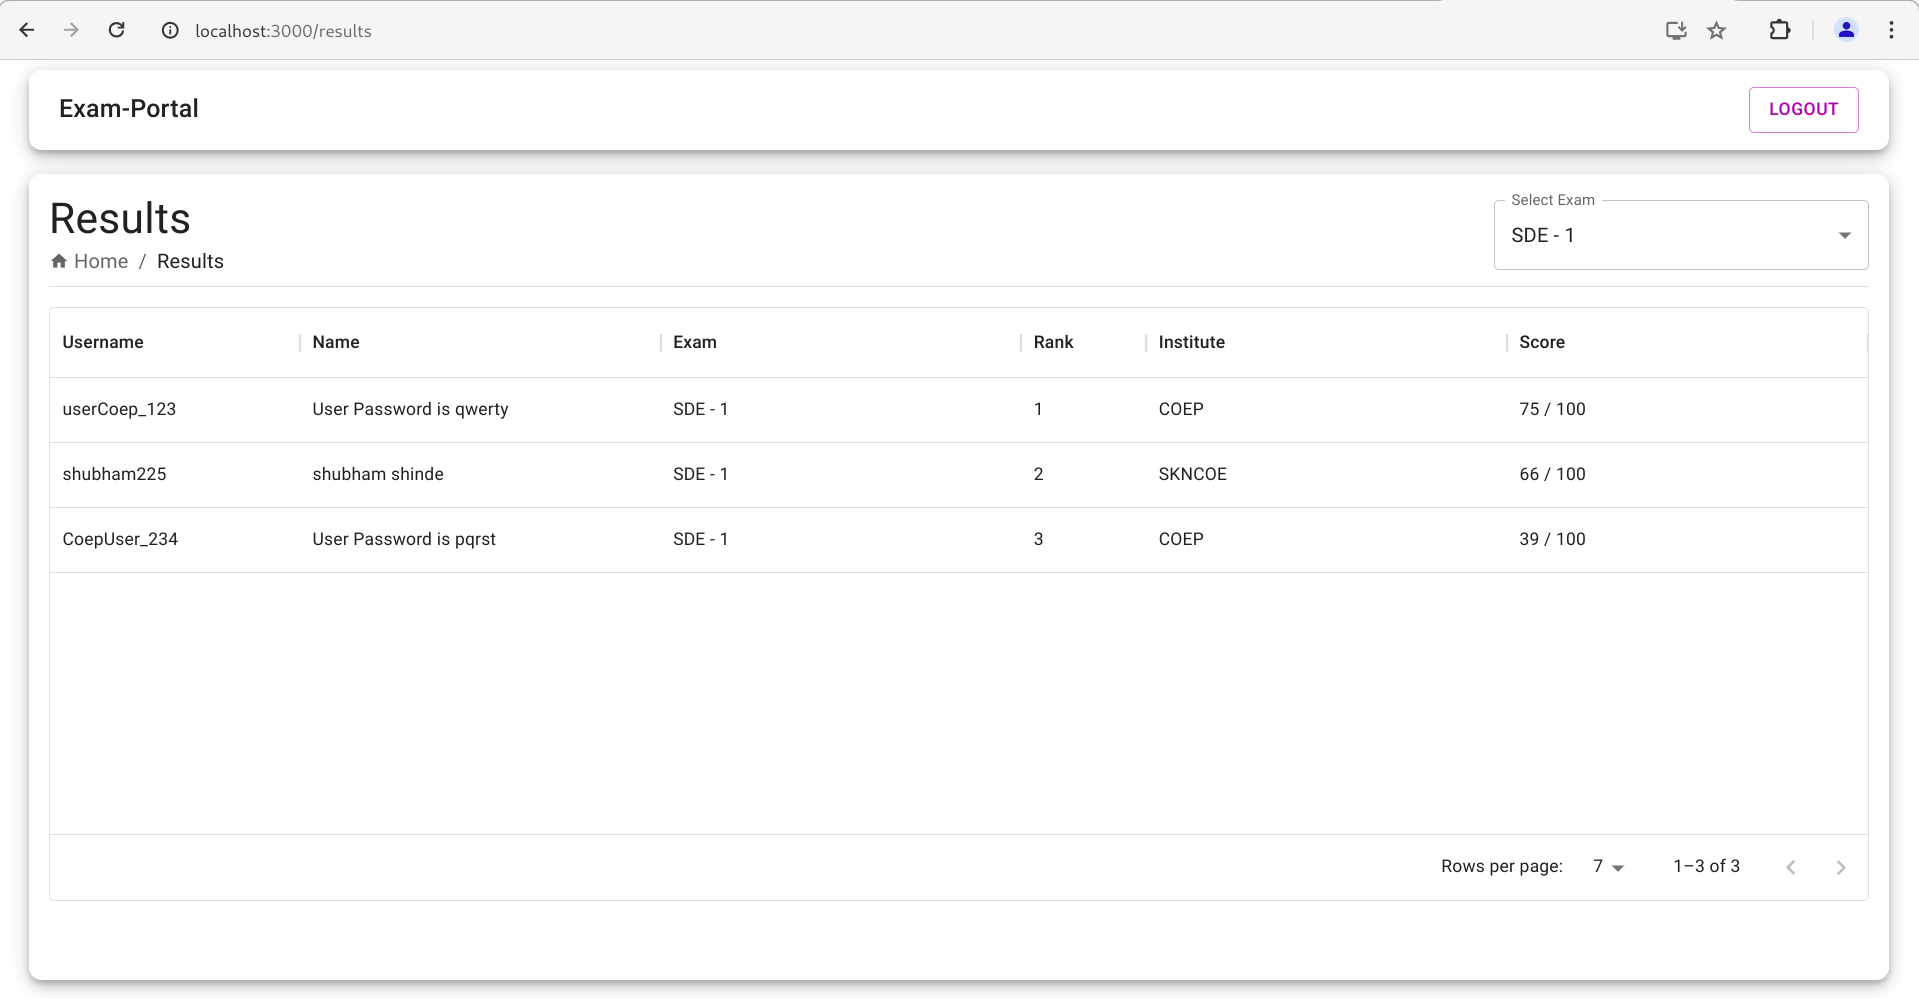 localhost:3000/results
Exam-Portal
LOGOUT
Results
Select Exam
SDE - 1
Home / Results
Username Name Exam Rank Institute Score
userCoep_123 User Password is qwerty SDE - 1 1 COEP 75 / 100
shubham225 shubham shinde SDE - 1 2 SKNCOE 66 / 100
CoepUser_234 User Password is pqrst SDE - 1 3 COEP 39 / 100
Rows per page: 7 1–3 of 3